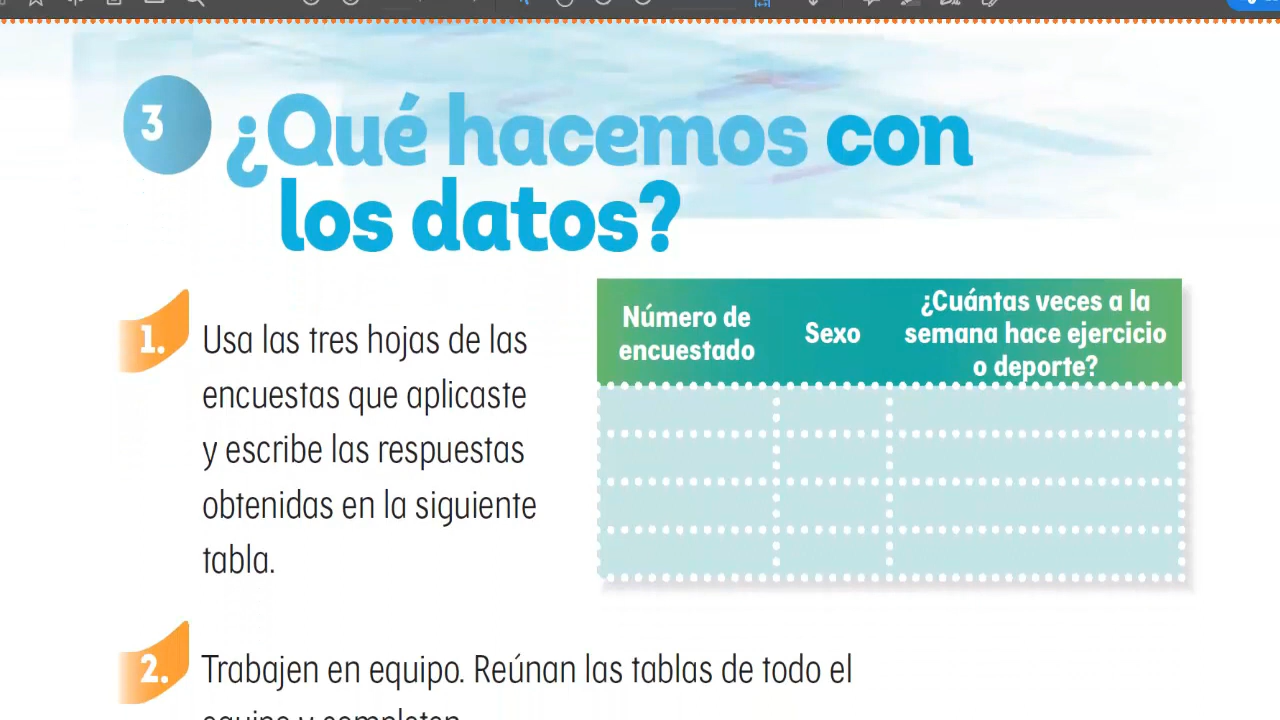 3
¿Qué hacemos con
los datos?
1.
Usa las tres hojas de las
encuestas que aplicaste
y escribe las respuestas
obtenidas en la siguiente
tabla.
Número de
encuestado
Sexo
¿Cuántas veces a la
semana hace ejercicio
o deporte?
2.
Trabajen en equipo. Reúnan las tablas de todo el
equipo y completen